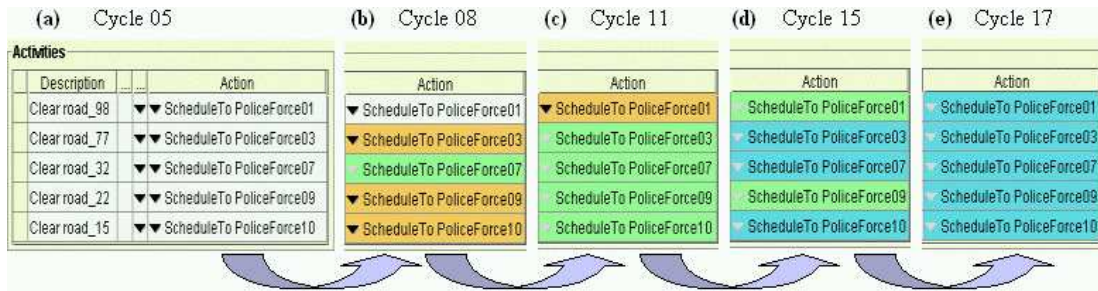 (a) Cycle 05 (b) Cycle 08 (c) Cycle 11 (d) Cycle 15 (e) Cycle 17
Activities
Description ... ... Action Action Action Action Action
Clear road_98 ScheduleTo PoliceForce01 ScheduleTo PoliceForce01 ScheduleTo PoliceForce01 ScheduleTo PoliceForce01 ScheduleTo PoliceForce01
Clear road_77 ScheduleTo PoliceForce03 ScheduleTo PoliceForce03 ScheduleTo PoliceForce03 ScheduleTo PoliceForce03 ScheduleTo PoliceForce03
Clear road_32 ScheduleTo PoliceForce07 ScheduleTo PoliceForce07 ScheduleTo PoliceForce07 ScheduleTo PoliceForce07 ScheduleTo PoliceForce07
Clear road_22 ScheduleTo PoliceForce09 ScheduleTo PoliceForce09 ScheduleTo PoliceForce09 ScheduleTo PoliceForce09 ScheduleTo PoliceForce09
Clear road_15 ScheduleTo PoliceForce10 ScheduleTo PoliceForce10 ScheduleTo PoliceForce10 ScheduleTo PoliceForce10 ScheduleTo PoliceForce10